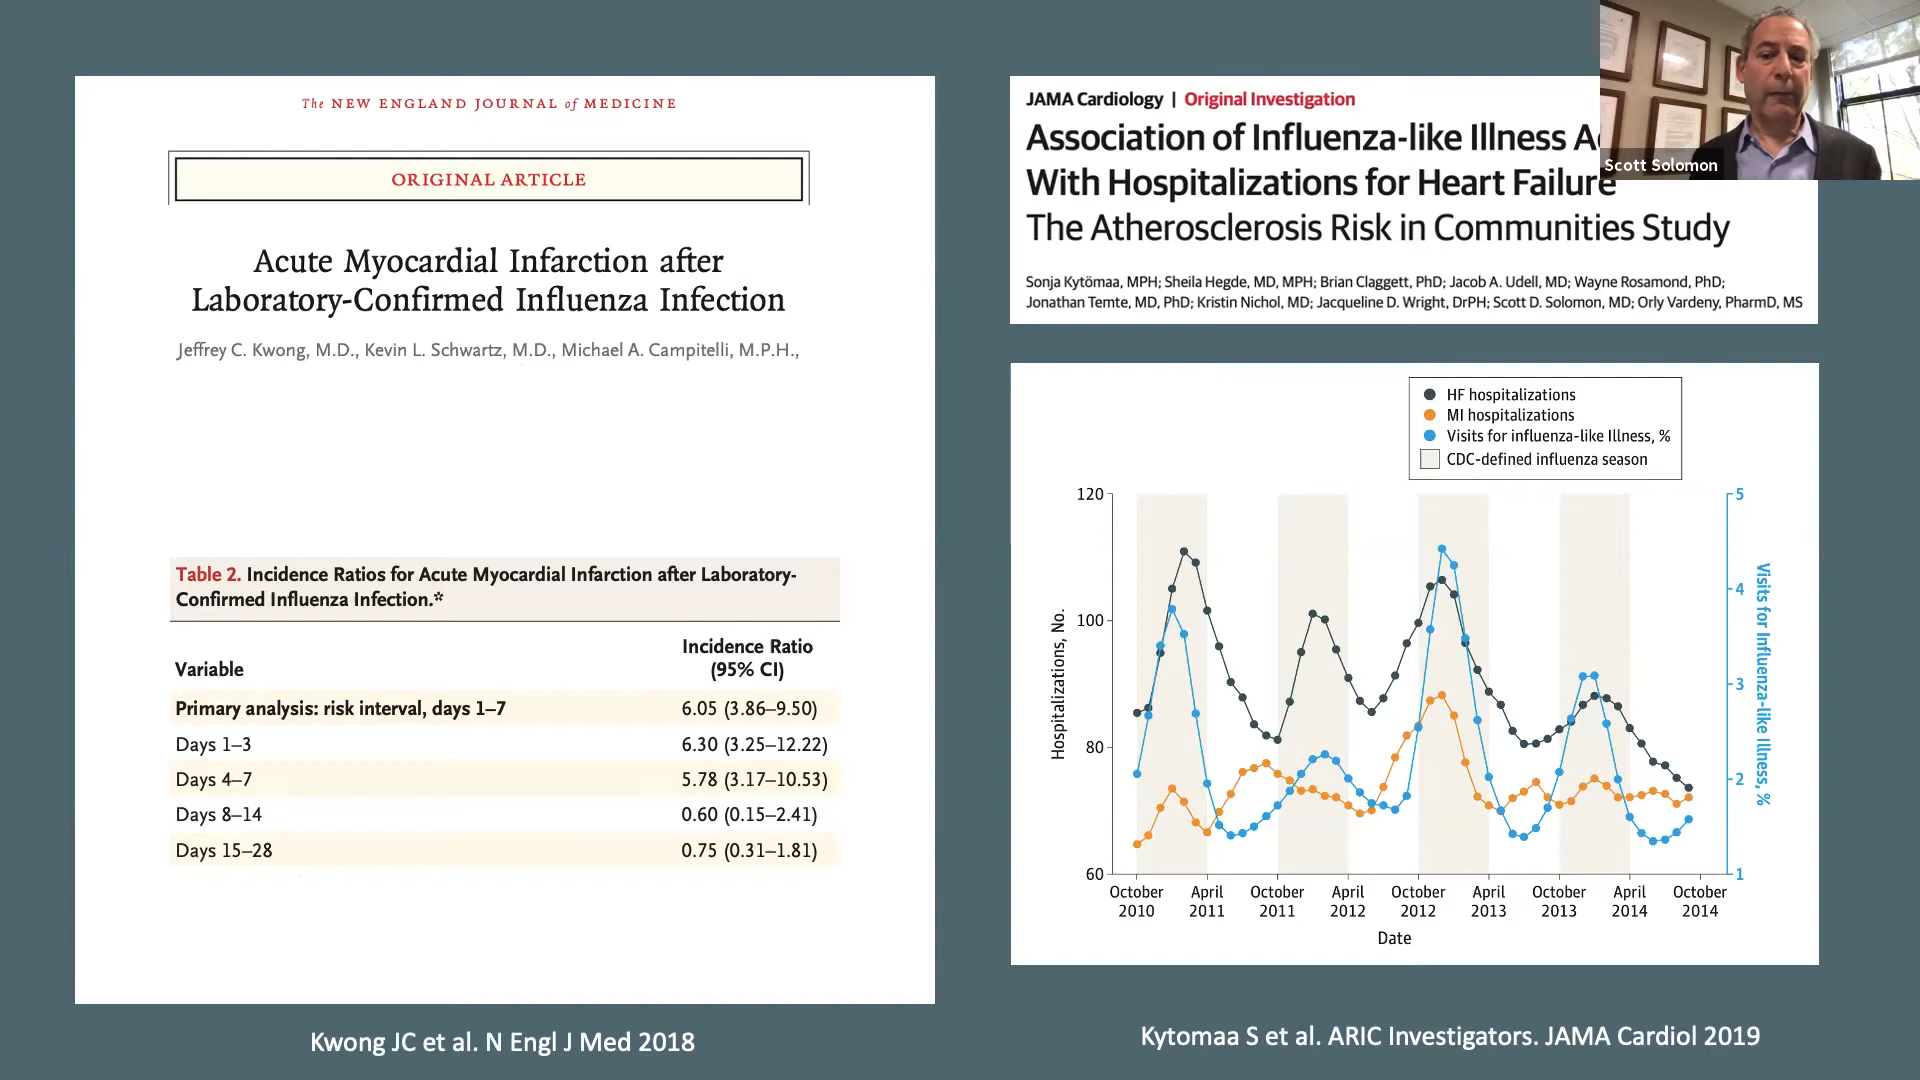 The NEW ENGLAND JOURNAL of MEDICINE
ORIGINAL ARTICLE
Acute Myocardial Infarction after
Laboratory-Confirmed Influenza Infection
Jeffrey C. Kwong, M.D., Kevin L. Schwartz, M.D., Michael A. Campitelli, M.P.H.,
Table 2. Incidence Ratios for Acute Myocardial Infarction after Laboratory-
Confirmed Influenza Infection.*
Variable
Incidence Ratio
(95% CI)
Primary analysis: risk interval, days 1–7 6.05 (3.86–9.50)
Days 1–3 6.30 (3.25–12.22)
Days 4–7 5.78 (3.17–10.53)
Days 8–14 0.60 (0.15–2.41)
Days 15–28 0.75 (0.31–1.81)
Kwong JC et al. N Engl J Med 2018
JAMA Cardiology | Original Investigation
Association of Influenza-like Illness
With Hospitalizations for Heart Failure
The Atherosclerosis Risk in Communities Study
Sonja Kytömaa, MPH; Sheila Hegde, MD, MPH; Brian Claggett, PhD; Jacob A. Udell, MD; Wayne Rosamond, PhD;
Jonathan Temte, MD, PhD; Kristin Nichol, MD; Jacqueline D. Wright, DrPH; Scott D. Solomon, MD; Orly Vardeny, PharmD, MS
Scott Solomon
HF hospitalizations
MI hospitalizations
Visits for influenza-like Illness, %
CDC-defined influenza season
Hospitalizations, No.
120
100
80
60
5
4
3
2
1
Visits for Influenza-like Illness, %
October 2010
April 2011
October 2011
April 2012
October 2012
April 2013
October 2013
April 2014
October 2014
Date
Kytomaa S et al. ARIC Investigators. JAMA Cardiol 2019